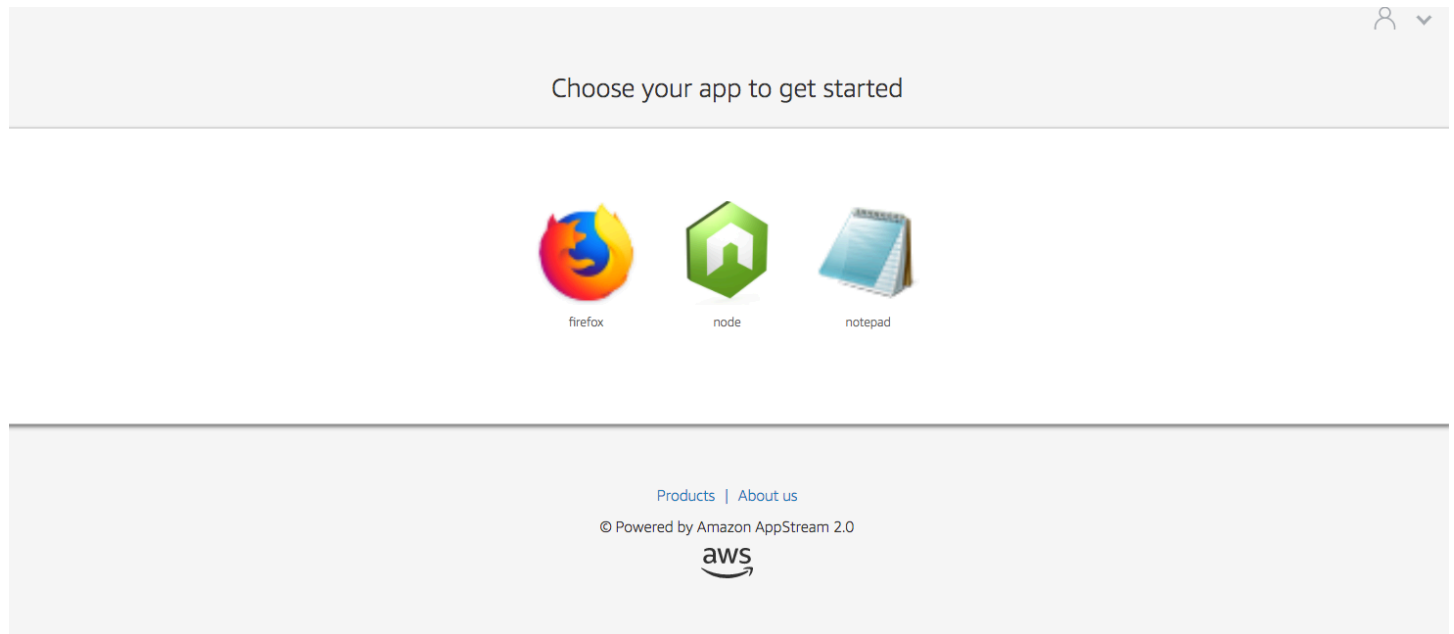 Choose your app to get started
firefox
node
notepad
Products | About us
© Powered by Amazon AppStream 2.0
aws